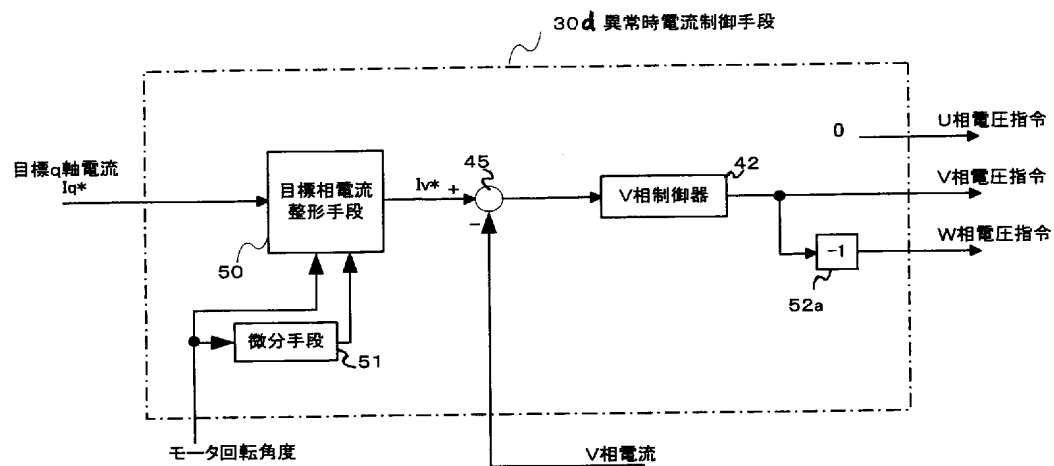 30d 異常時電流制御手段
0
U相電圧指令
目標q軸電流
Iq*
目標相電流
整形手段
50
Iv*
+
-
45
V相制御器
42
V相電圧指令
-1
52a
W相電圧指令
微分手段
51
モータ回転角度
V相電流